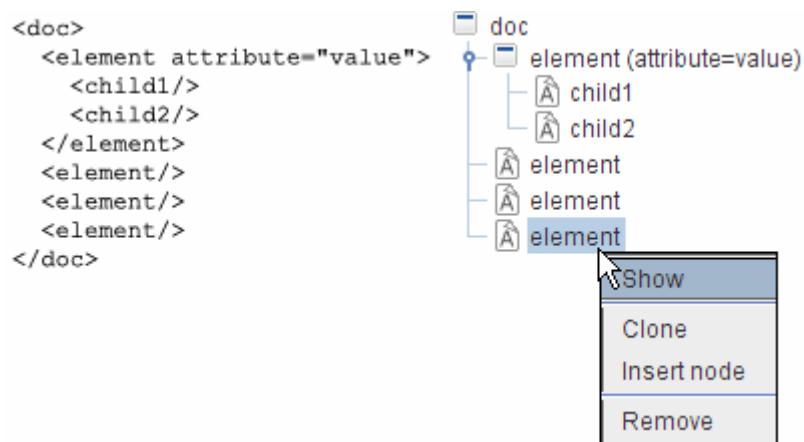 <doc>
<element attribute="value">
<child1/>
<child2/>
</element>
<element/>
<element/>
<element/>
</doc>
doc
element (attribute=value)
child1
child2
element
element
element
Show
Clone
Insert node
Remove